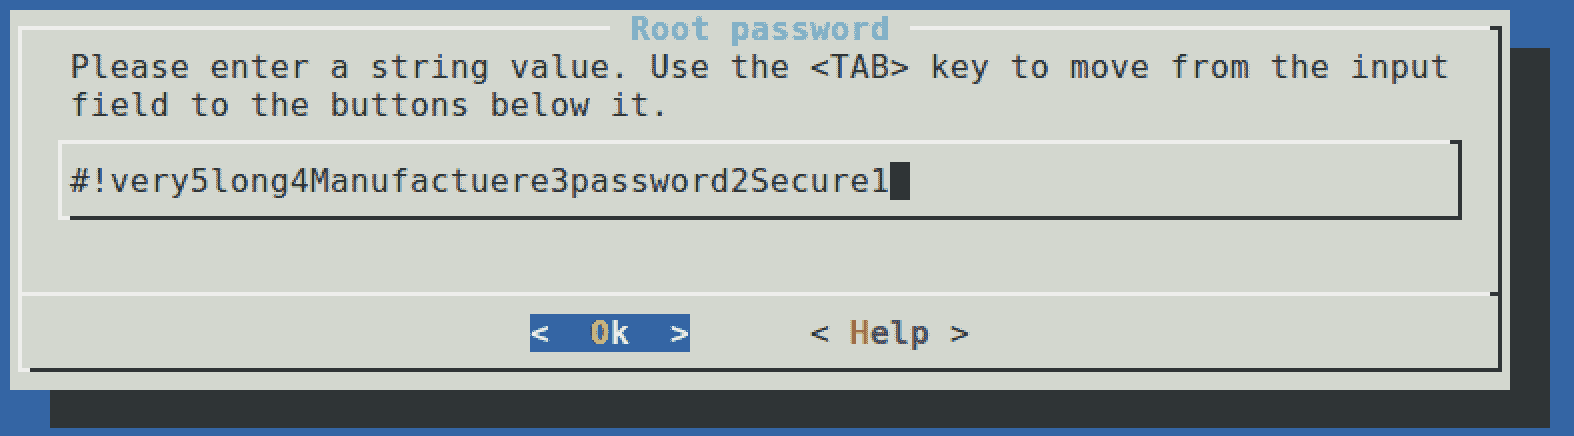 Root password
Please enter a string value. Use the <TAB> key to move from the input
field to the buttons below it.
#!very5long4Manufactuere3password2Secure1
< Ok > < Help >